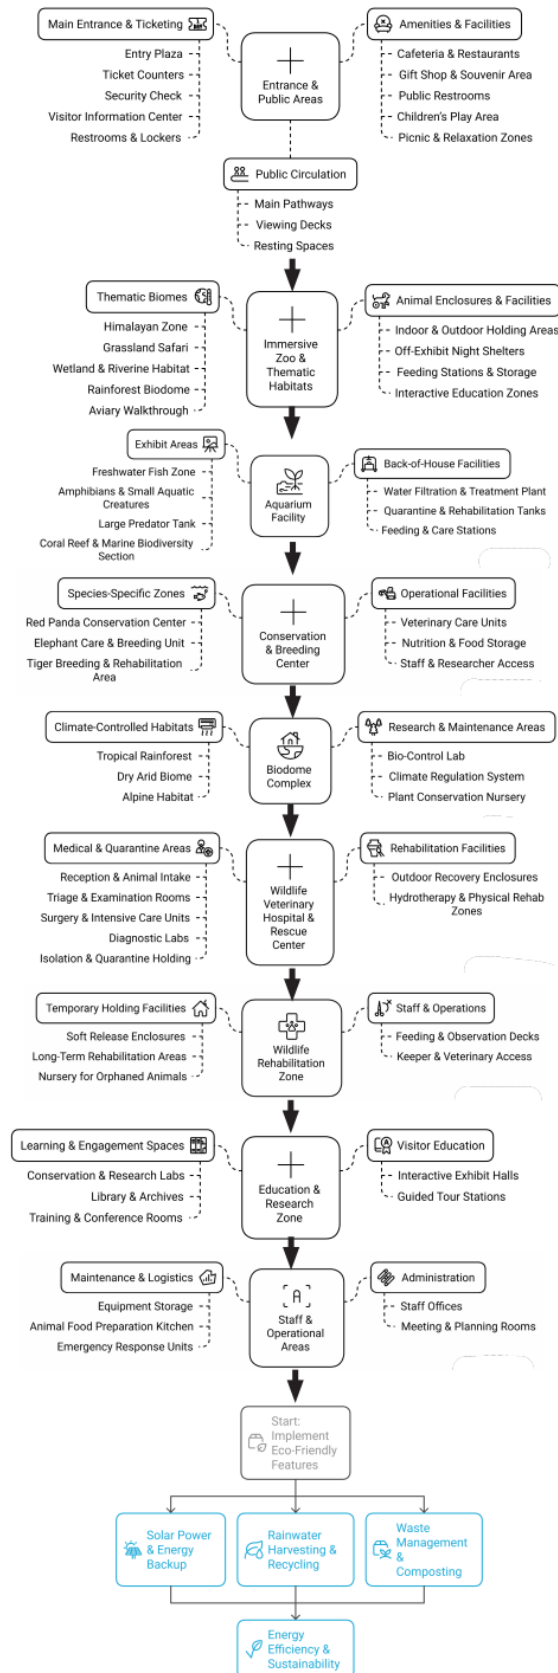 Main Entrance & Ticketing
Entry Plaza
Ticket Counters
Security Check
Visitor Information Center
Restrooms & Lockers
Entrance &
Public Areas
Amenities & Facilities
Cafeteria & Restaurants
Gift Shop & Souvenir Area
Public Restrooms
Children's Play Area
Picnic & Relaxation Zones
Public Circulation
Main Pathways
Viewing Decks
Resting Spaces
Thematic Biomes
Himalayan Zone
Grassland Safari
Wetland & Riverine Habitat
Rainforest Biodome
Aviary Walkthrough
Immersive
Zoo &
Thematic
Habitats
Animal Enclosures & Facilities
Indoor & Outdoor Holding Areas
Off-Exhibit Night Shelters
Feeding Stations & Storage
Interactive Education Zones
Exhibit Areas
Freshwater Fish Zone
Amphibians & Small Aquatic
Creatures
Large Predator Tank
Coral Reef & Marine Biodiversity
Section
Aquarium
Facility
Back-of-House Facilities
Water Filtration & Treatment Plant
Quarantine & Rehabilitation Tanks
Feeding & Care Stations
Species-Specific Zones
Red Panda Conservation Center
Elephant Care & Breeding Unit
Tiger Breeding & Rehabilitation
Area
Conservation
& Breeding
Center
Operational Facilities
Veterinary Care Units
Nutrition & Food Storage
Staff & Researcher Access
Climate-Controlled Habitats
Tropical Rainforest
Dry Arid Biome
Alpine Habitat
Biodome
Complex
Research & Maintenance Areas
Bio-Control Lab
Climate Regulation System
Plant Conservation Nursery
Medical & Quarantine Areas
Reception & Animal Intake
Triage & Examination Rooms
Surgery & Intensive Care Units
Diagnostic Labs
Isolation & Quarantine Holding
Wildlife
Veterinary
Hospital &
Rescue
Center
Rehabilitation Facilities
Outdoor Recovery Enclosures
Hydrotherapy & Physical Rehab
Zones
Temporary Holding Facilities
Soft Release Enclosures
Long-Term Rehabilitation Areas
Nursery for Orphaned Animals
Wildlife
Rehabilitation
Zone
Staff & Operations
Feeding & Observation Decks
Keeper & Veterinary Access
Learning & Engagement Spaces
Conservation & Research Labs
Library & Archives
Training & Conference Rooms
Education &
Research
Zone
Visitor Education
Interactive Exhibit Halls
Guided Tour Stations
Maintenance & Logistics
Equipment Storage
Animal Food Preparation Kitchen
Emergency Response Units
Staff &
Operational
Areas
Administration
Staff Offices
Meeting & Planning Rooms
Start:
Implement
Eco-Friendly
Features
Solar Power
& Energy
Backup
Rainwater
Harvesting &
Recycling
Waste
Management
&
Composting
Energy
Efficiency &
Sustainability